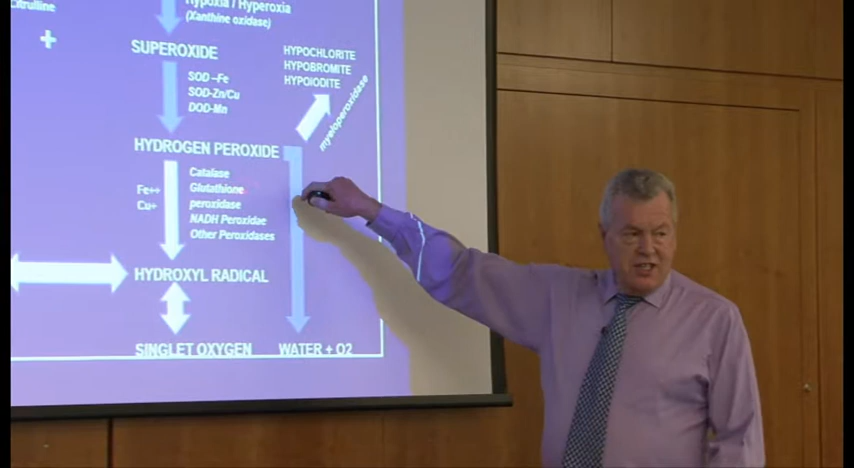 Citrulline
Hypoxia / Hyperoxia
(Xanthine oxidase)
+
SUPEROXIDE
HYPOCHLORITE
HYPOBROMITE
HYPOIODITE
SOD –Fe
SOD-Zn/Cu
DOD-Mn
myeloperoxidase
HYDROGEN PEROXIDE
Fe++
Cu+
Catalase
Glutathione
peroxidase
NADH Peroxidae
Other Peroxidases
HYDROXYL RADICAL
SINGLET OXYGEN
WATER + O2